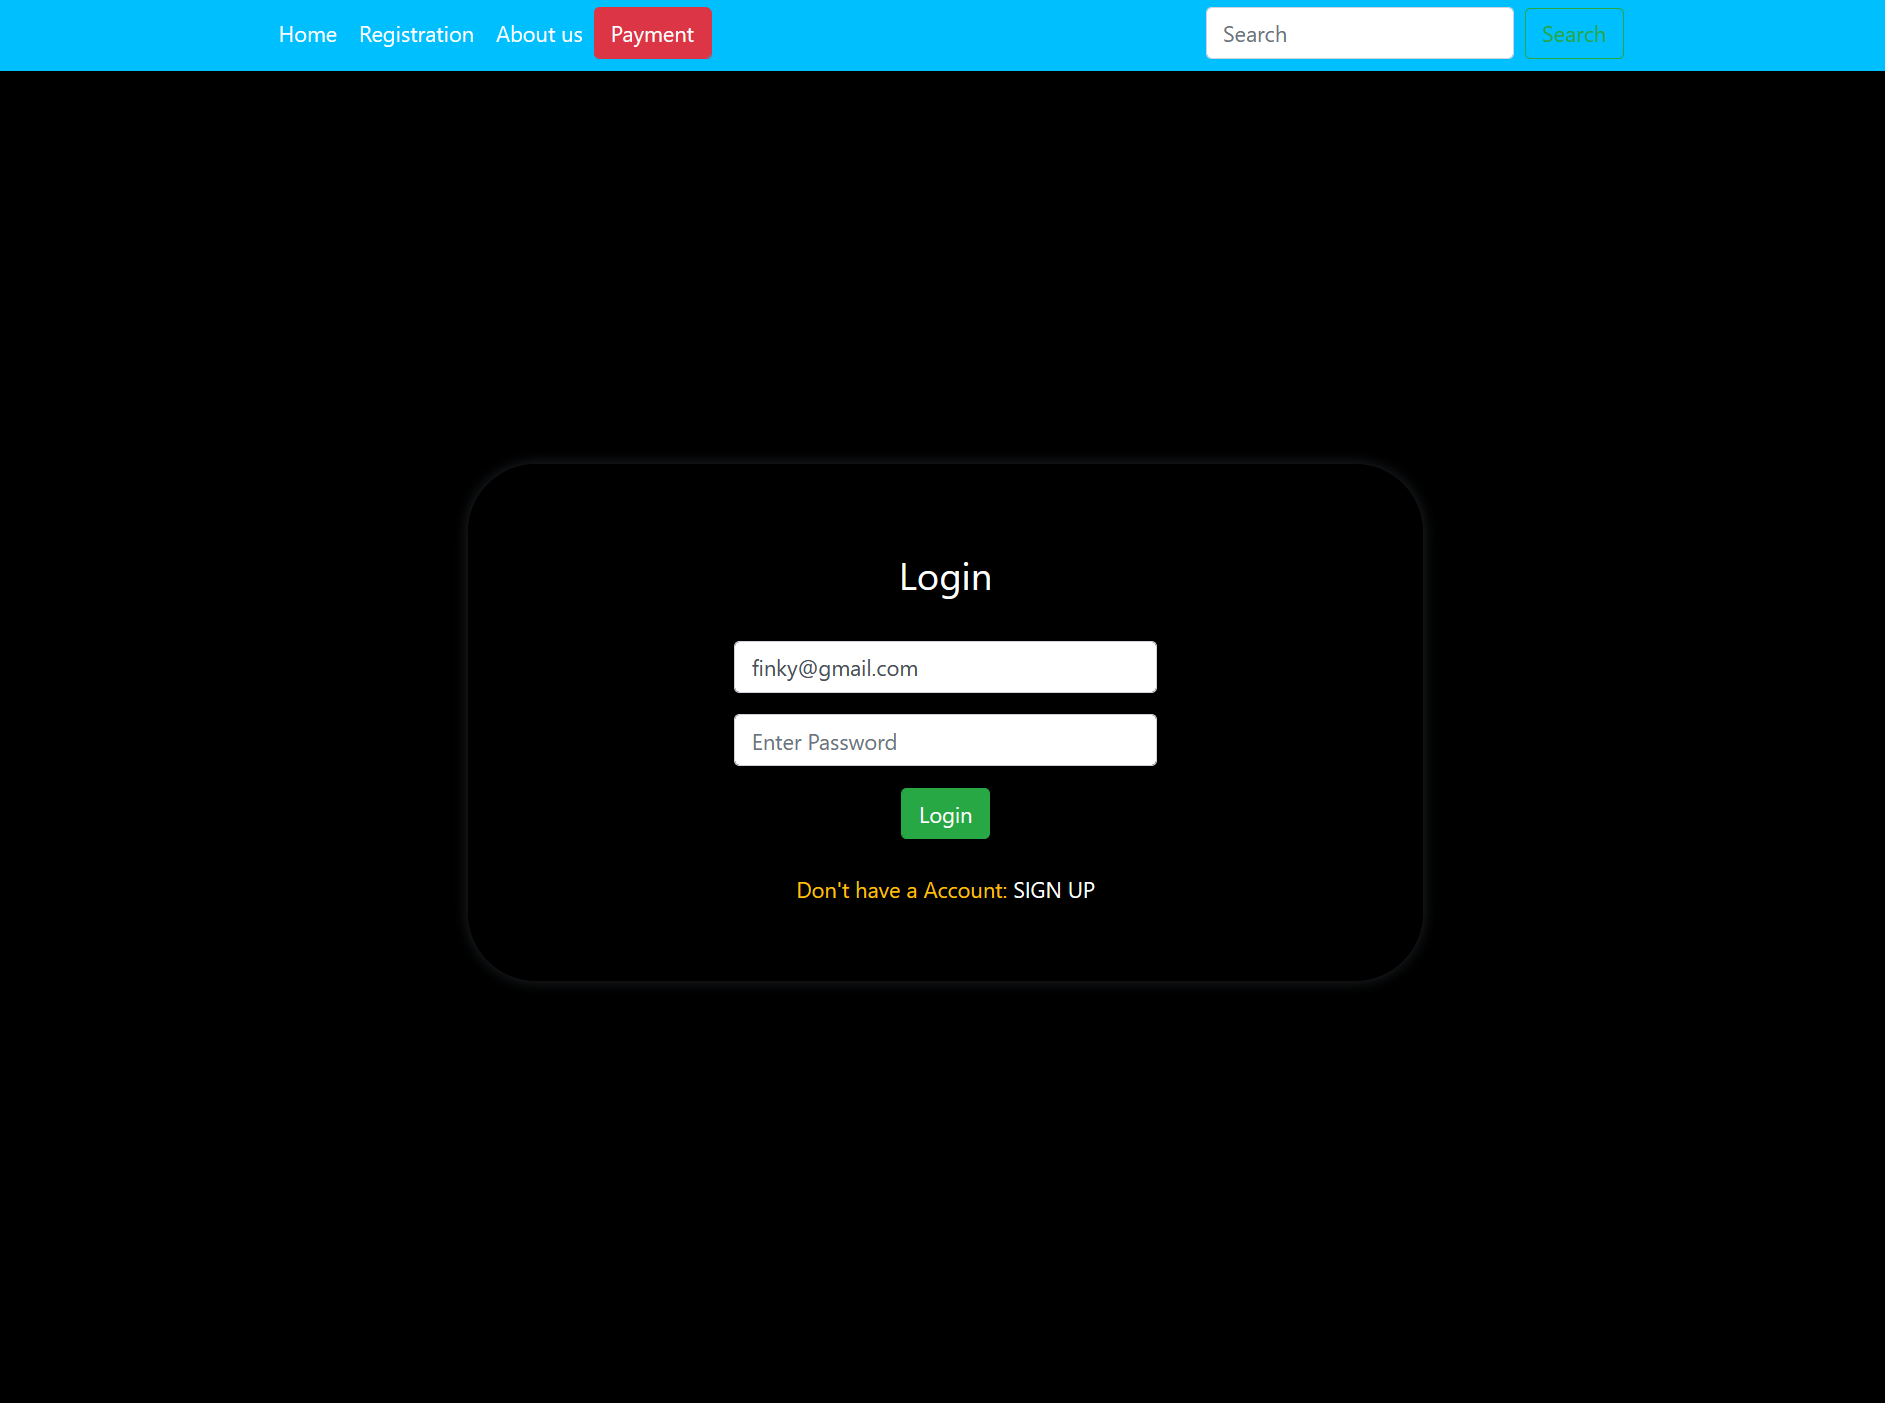 Home Registration About us Payment Search Search
Login
finky@gmail.com
Enter Password
Login
Don't have a Account: SIGN UP